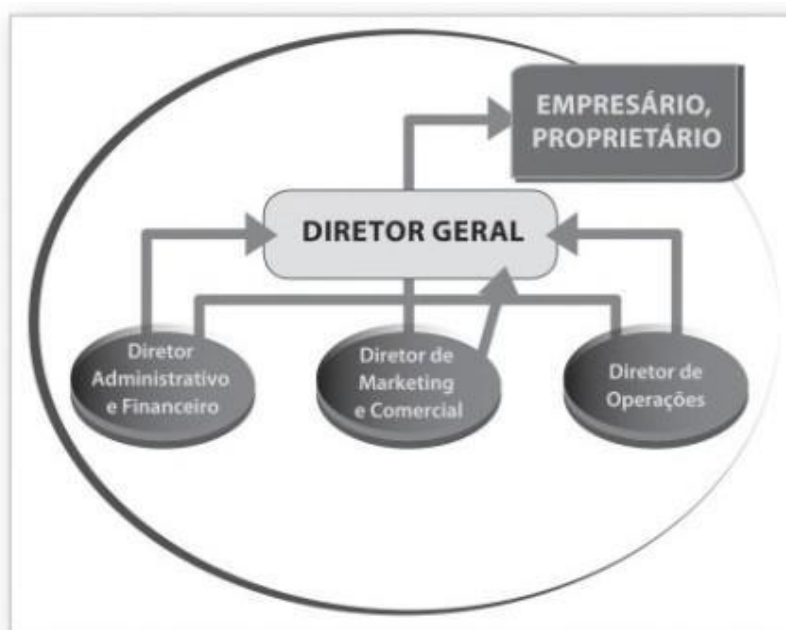 EMPRESÁRIO,
PROPRIETÁRIO
DIRETOR GERAL
Diretor
Administrativo
e Financeiro
Diretor de
Marketing
e Comercial
Diretor de
Operações